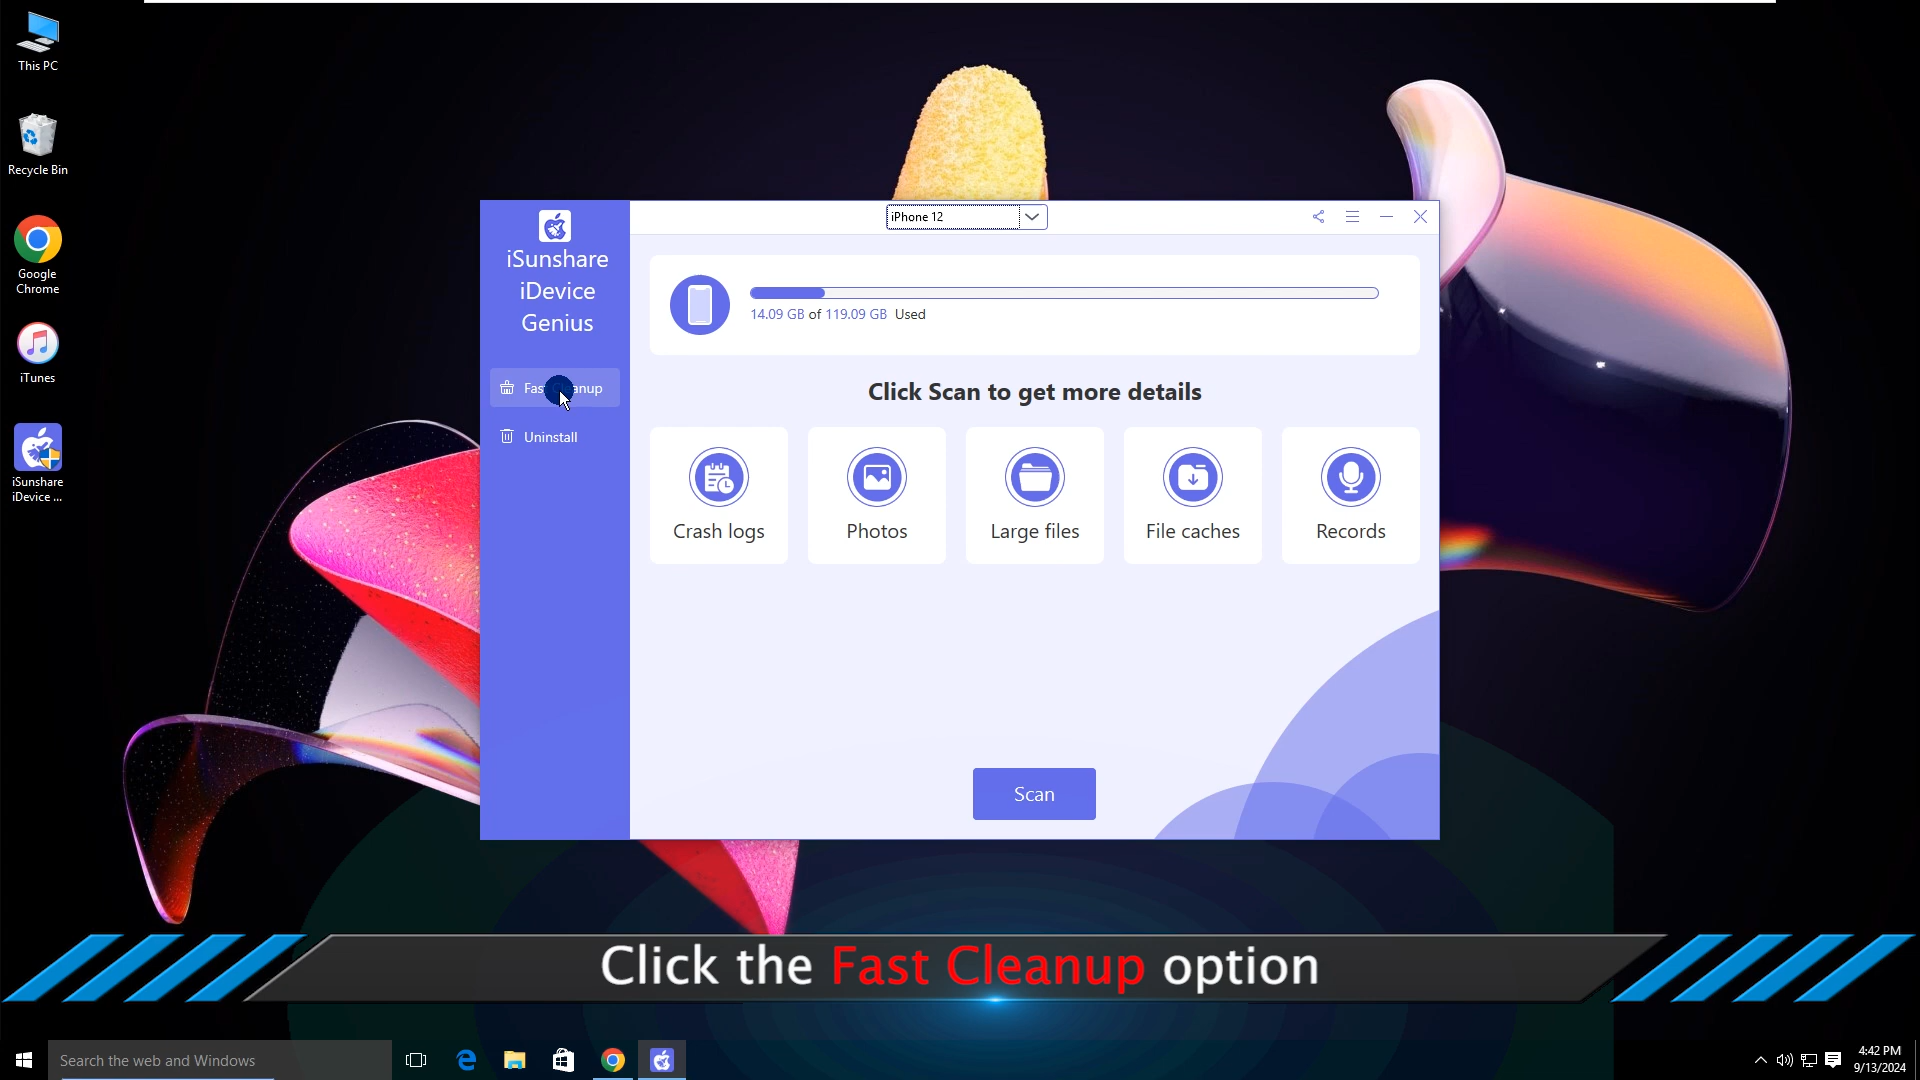 This PC
Recycle Bin
Google
Chrome
iTunes
iSunshare
iDevice ...
iSunshare
iDevice
Genius
Fast Cleanup
Uninstall
iPhone 12
14.09 GB of 119.09 GB Used
Click Scan to get more details
Crash logs
Photos
Large files
File caches
Records
Scan
Click the Fast Cleanup option
Search the web and Windows
4:42 PM
9/13/2024